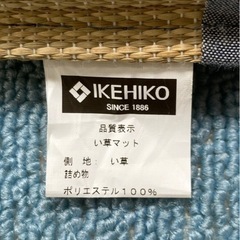 IKEHIKO
SINCE 1886
品質表示
い草マット
側 地: い草
詰め物
ポリエステル100%